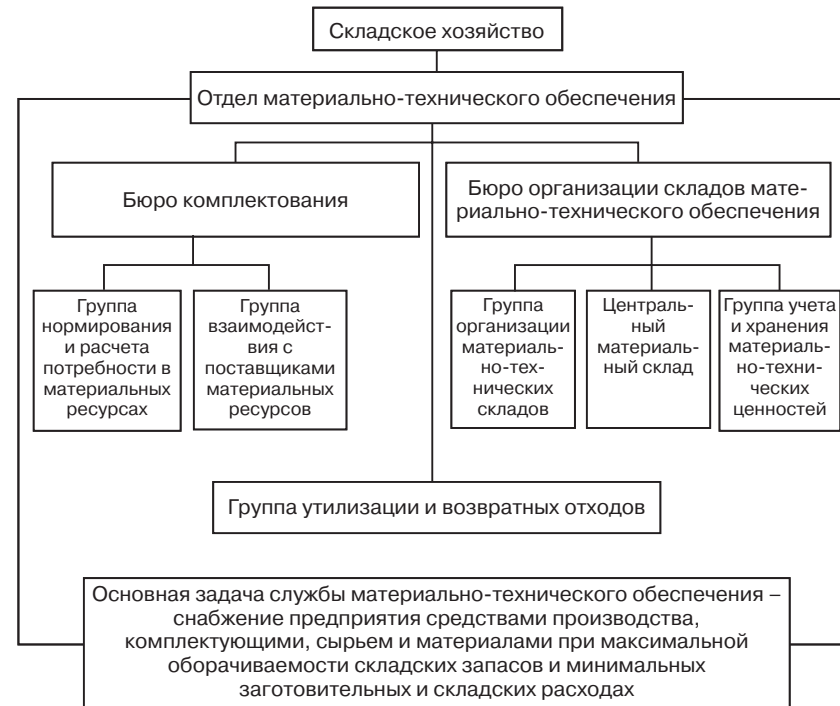 Складское хозяйство
Отдел материально-технического обеспечения
Бюро комплектования
Бюро организации складов мате-
риально-технического обеспечения
Группа
нормирования
и расчета
потребности в
материальных
ресурсах
Группа
взаимодейст-
вия с
поставщиками
материальных
ресурсов
Группа
организации
материаль-
но-тех-
нических
складов
Централь-
ный
материаль-
ный склад
Группа учета
и хранения
материаль-
но-техни-
ческих
ценностей
Группа утилизации и возвратных отходов
Основная задача службы материально-технического обеспечения –
снабжение предприятия средствами производства,
комплектующими, сырьем и материалами при максимальной
оборачиваемости складских запасов и минимальных
заготовительных и складских расходах